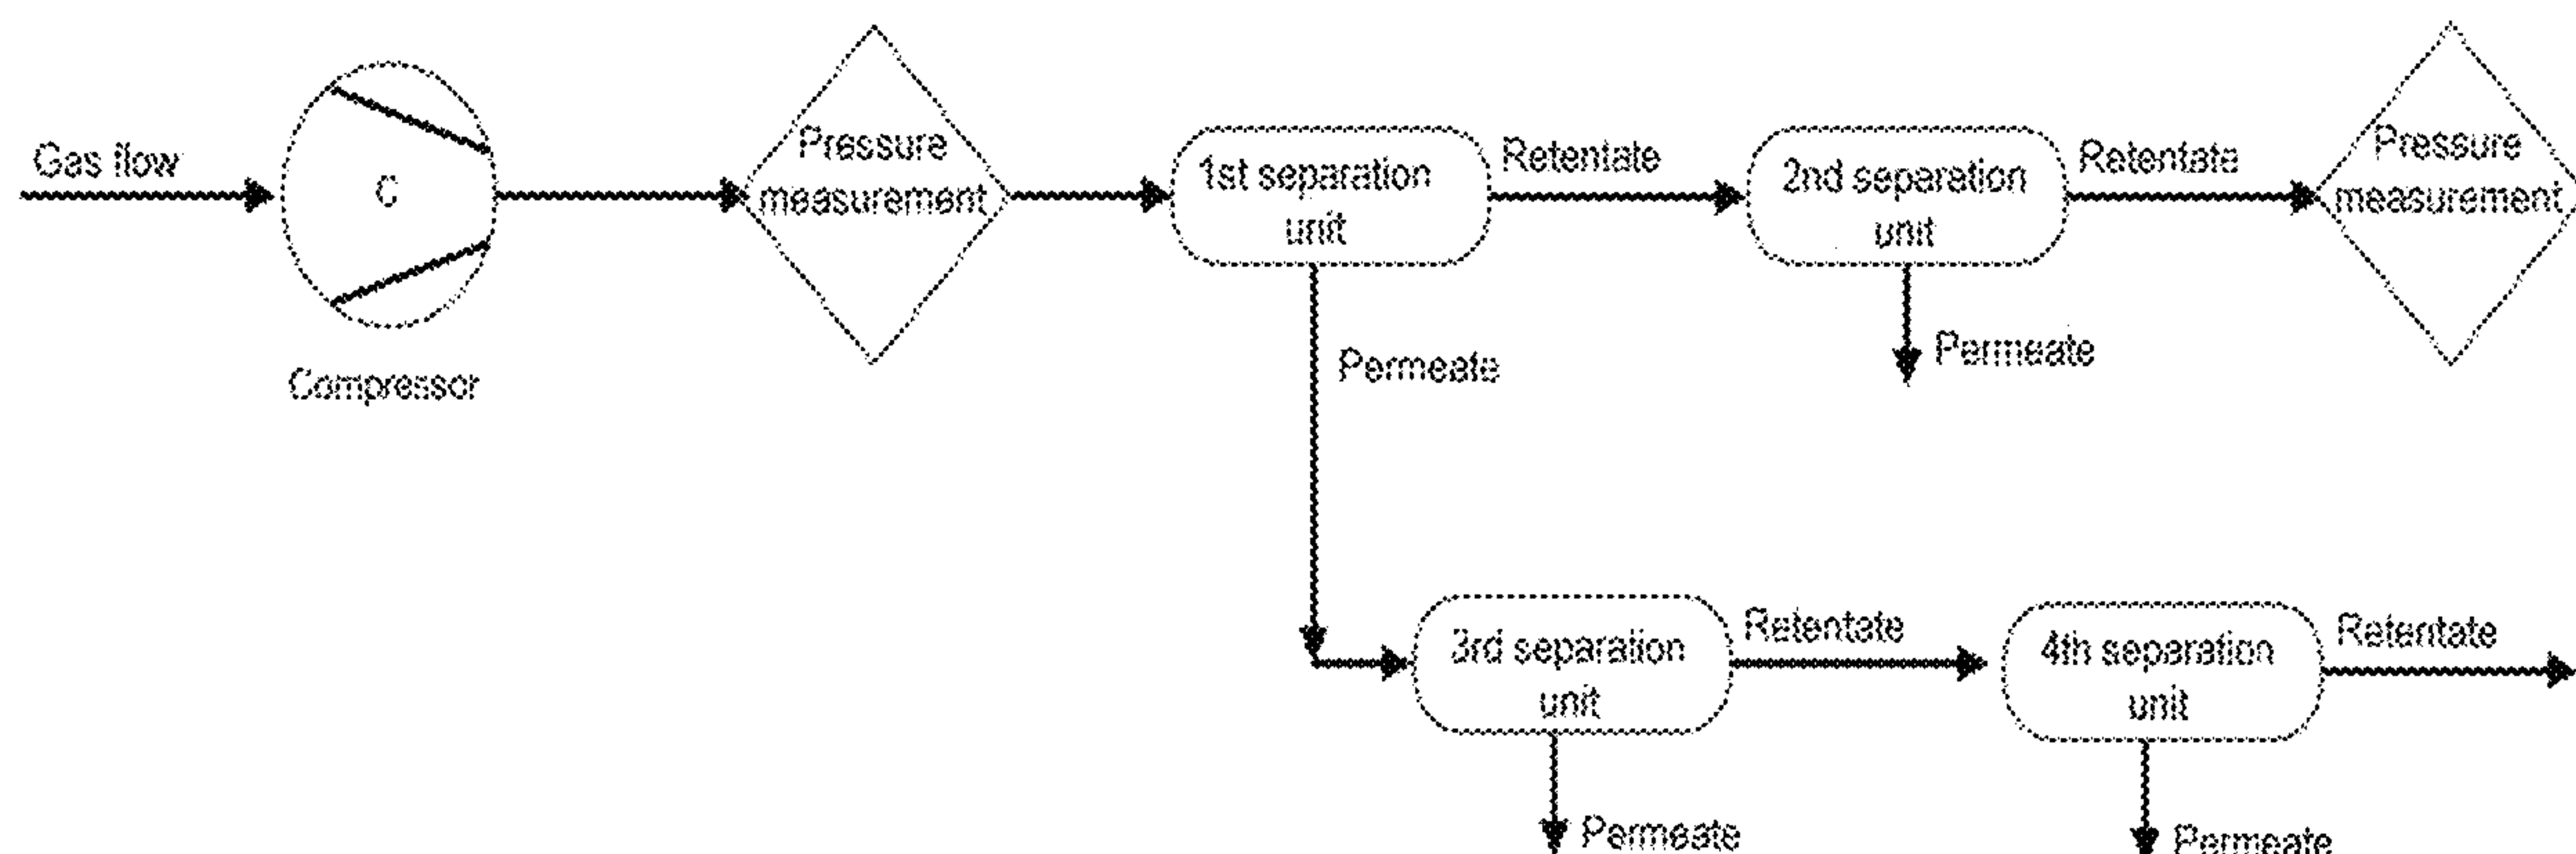 Gas flow
C
Compressor
Pressure
measurement
1st separation
unit
Retentate
2nd separation
unit
Retentate
Pressure
measurement
Permeate
Permeate
3rd separation
unit
Retentate
4th separation
unit
Retentate
Permeate
Permeate